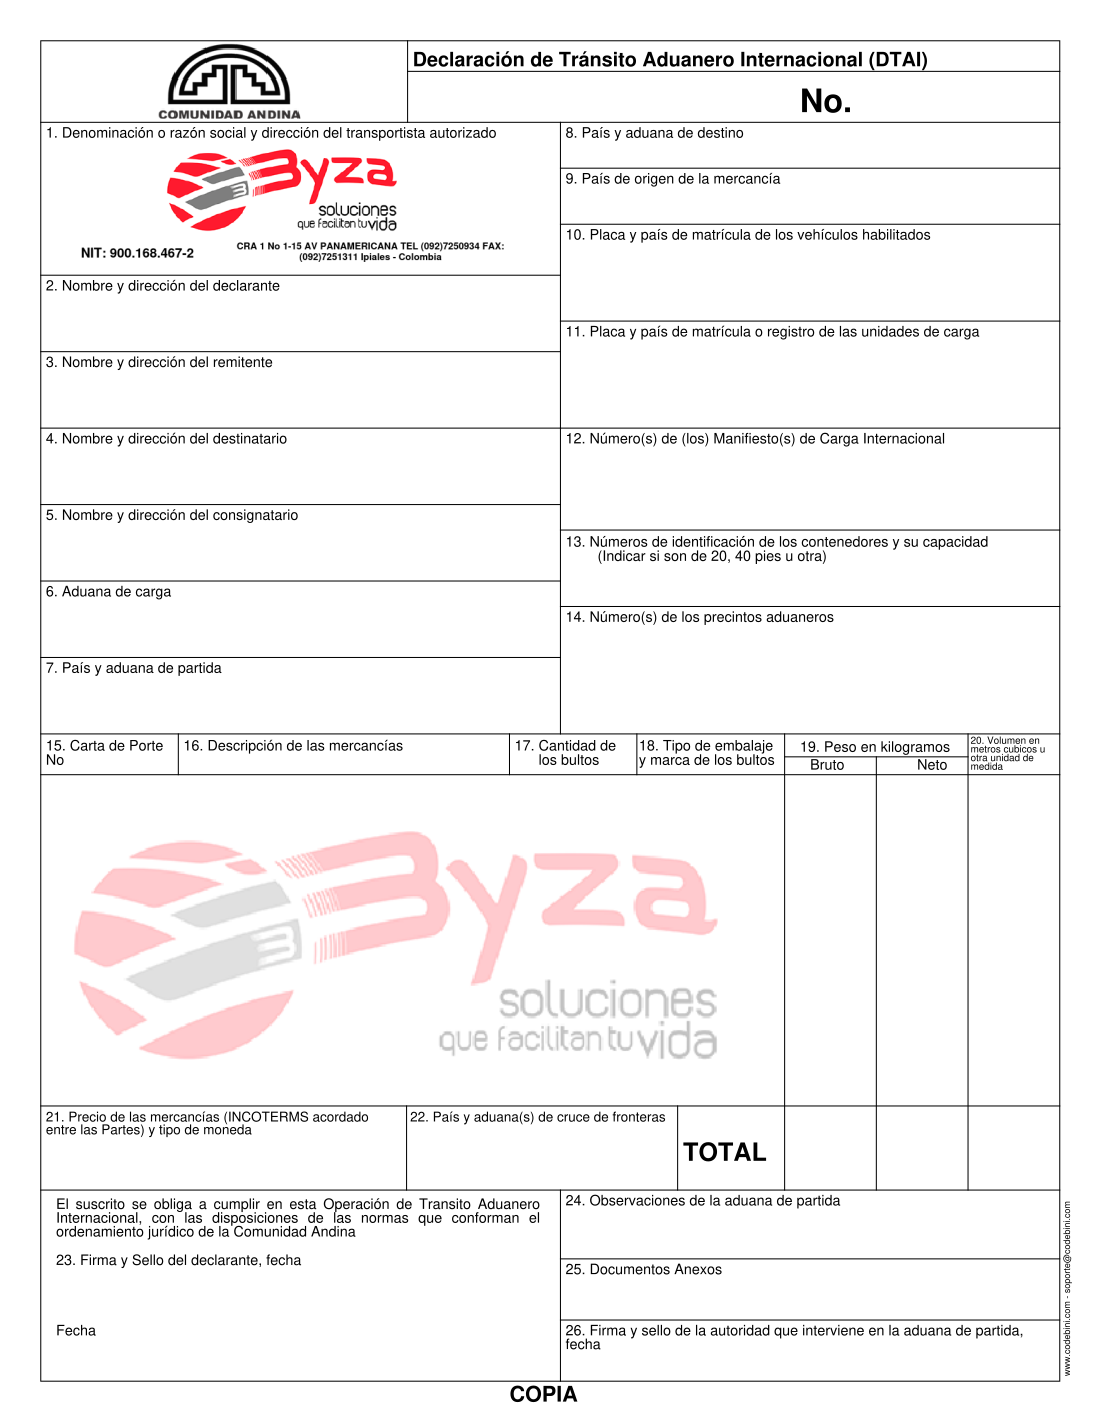 COMUNIDAD ANDINA
Declaración de Tránsito Aduanero Internacional (DTAI)
No.
1. Denominación o razón social y dirección del transportista autorizado
Byza
soluciones
que facilitan tu vida
NIT: 900.168.467-2
CRA 1 No 1-15 AV PANAMERICANA TEL (092)7250934 FAX:
(092)7251311 Ipiales - Colombia
2. Nombre y dirección del declarante
3. Nombre y dirección del remitente
4. Nombre y dirección del destinatario
5. Nombre y dirección del consignatario
6. Aduana de carga
7. País y aduana de partida
8. País y aduana de destino
9. País de origen de la mercancía
10. Placa y país de matrícula de los vehículos habilitados
11. Placa y país de matrícula o registro de las unidades de carga
12. Número(s) de (los) Manifiesto(s) de Carga Internacional
13. Números de identificación de los contenedores y su capacidad
(Indicar si son de 20, 40 pies u otra)
14. Número(s) de los precintos aduaneros
15. Carta de Porte
No
16. Descripción de las mercancías
17. Cantidad de
los bultos
18. Tipo de embalaje
y marca de los bultos
19. Peso en kilogramos
Bruto
Neto
20. Volumen en
metros cubicos u
otra unidad de
medida
Byza
soluciones
que facilitan tu vida
21. Precio de las mercancías (INCOTERMS acordado
entre las Partes) y tipo de moneda
22. País y aduana(s) de cruce de fronteras
TOTAL
El suscrito se obliga a cumplir en esta Operación de Transito Aduanero
Internacional, con las disposiciones de las normas que conforman el
ordenamiento jurídico de la Comunidad Andina
23. Firma y Sello del declarante, fecha
Fecha
24. Observaciones de la aduana de partida
25. Documentos Anexos
26. Firma y sello de la autoridad que interviene en la aduana de partida,
fecha
www.codebini.com - soporte@codebini.com
COPIA